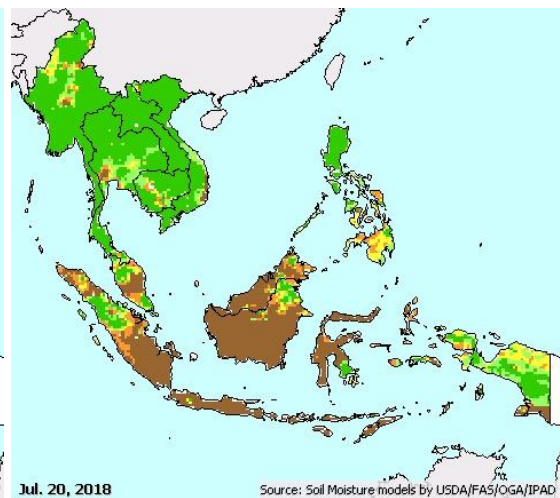 Jul. 20, 2018
Source: Soil Moisture models by USDA/FAS/OGA/IPAD